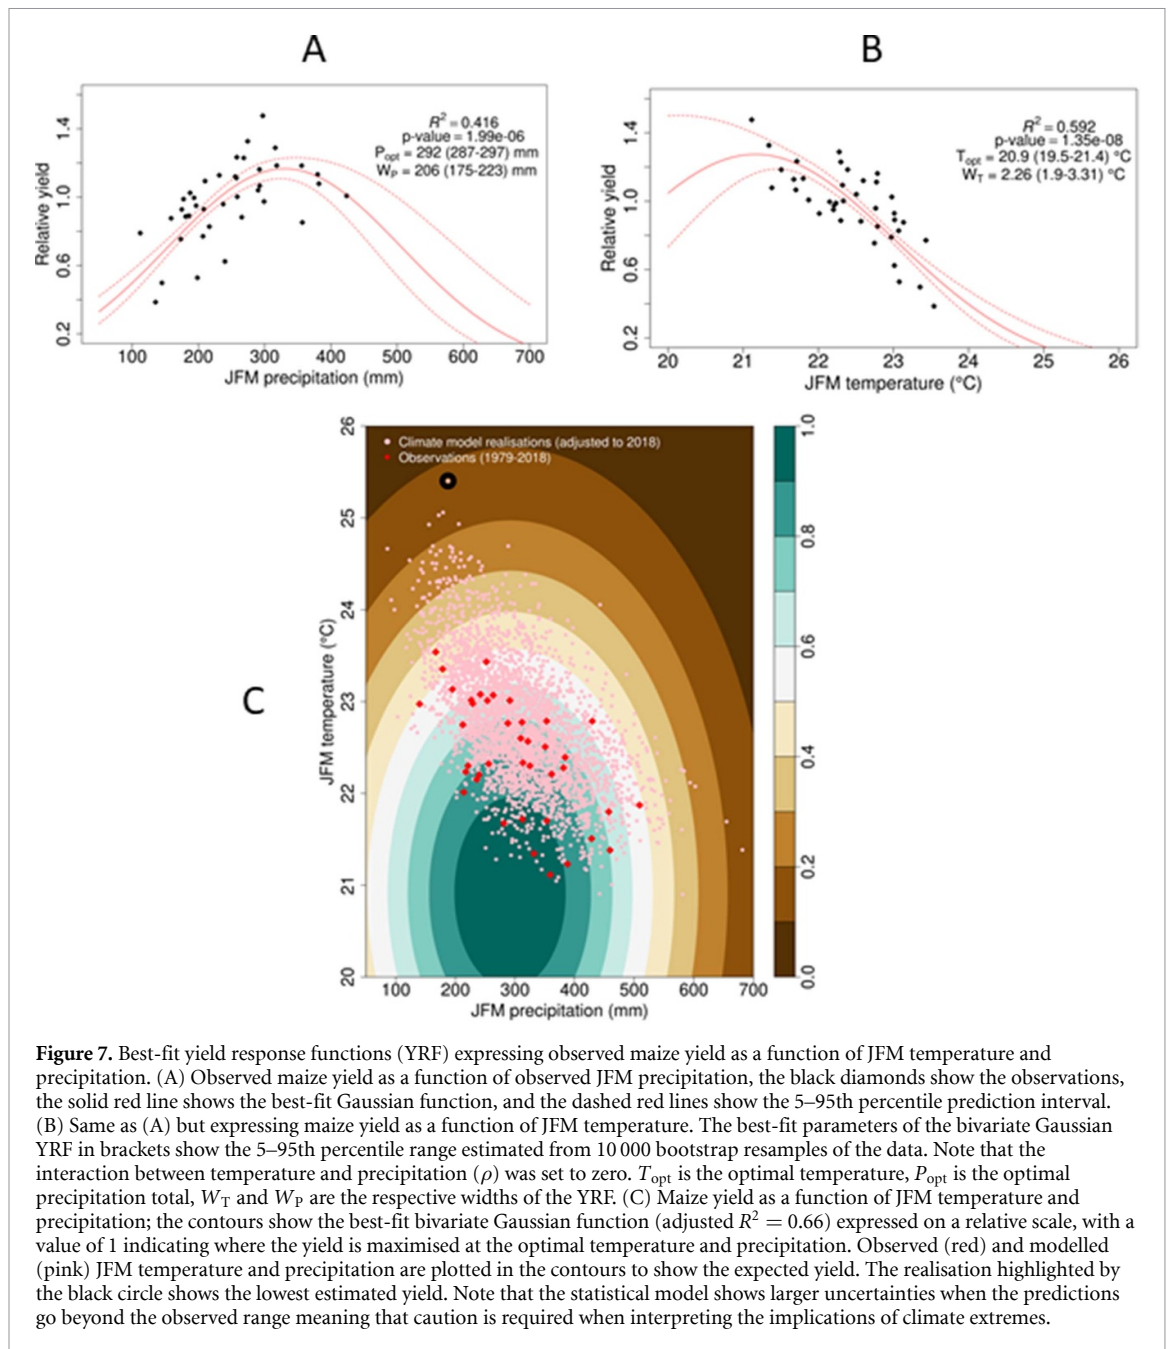 A
B
R² = 0.416
p-value = 1.99e-06
Popt = 292 (287-297) mm
WP = 206 (175-223) mm
Relative yield
0.2 0.6 1.0 1.4
100 200 300 400 500 600 700
JFM precipitation (mm)
R² = 0.592
p-value = 1.35e-08
Topt = 20.9 (19.5-21.4) °C
WT = 2.26 (1.9-3.31) °C
Relative yield
0.2 0.6 1.0 1.4
20 21 22 23 24 25 26
JFM temperature (°C)
C
Climate model realisations (adjusted to 2018)
Observations (1979-2018)
JFM temperature (°C)
20 21 22 23 24 25 26
100 200 300 400 500 600 700
JFM precipitation (mm)
0.0 0.2 0.4 0.6 0.8 1.0
Figure 7. Best-fit yield response functions (YRF) expressing observed maize yield as a function of JFM temperature and
precipitation. (A) Observed maize yield as a function of observed JFM precipitation, the black diamonds show the observations,
the solid red line shows the best-fit Gaussian function, and the dashed red lines show the 5–95th percentile prediction interval.
(B) Same as (A) but expressing maize yield as a function of JFM temperature. The best-fit parameters of the bivariate Gaussian
YRF in brackets show the 5–95th percentile range estimated from 10 000 bootstrap resamples of the data. Note that the
interaction between temperature and precipitation (ρ) was set to zero. Topt is the optimal temperature, Popt is the optimal
precipitation total, WT and WP are the respective widths of the YRF. (C) Maize yield as a function of JFM temperature and
precipitation; the contours show the best-fit bivariate Gaussian function (adjusted R² = 0.66) expressed on a relative scale, with a
value of 1 indicating where the yield is maximised at the optimal temperature and precipitation. Observed (red) and modelled
(pink) JFM temperature and precipitation are plotted in the contours to show the expected yield. The realisation highlighted by
the black circle shows the lowest estimated yield. Note that the statistical model shows larger uncertainties when the predictions
go beyond the observed range meaning that caution is required when interpreting the implications of climate extremes.